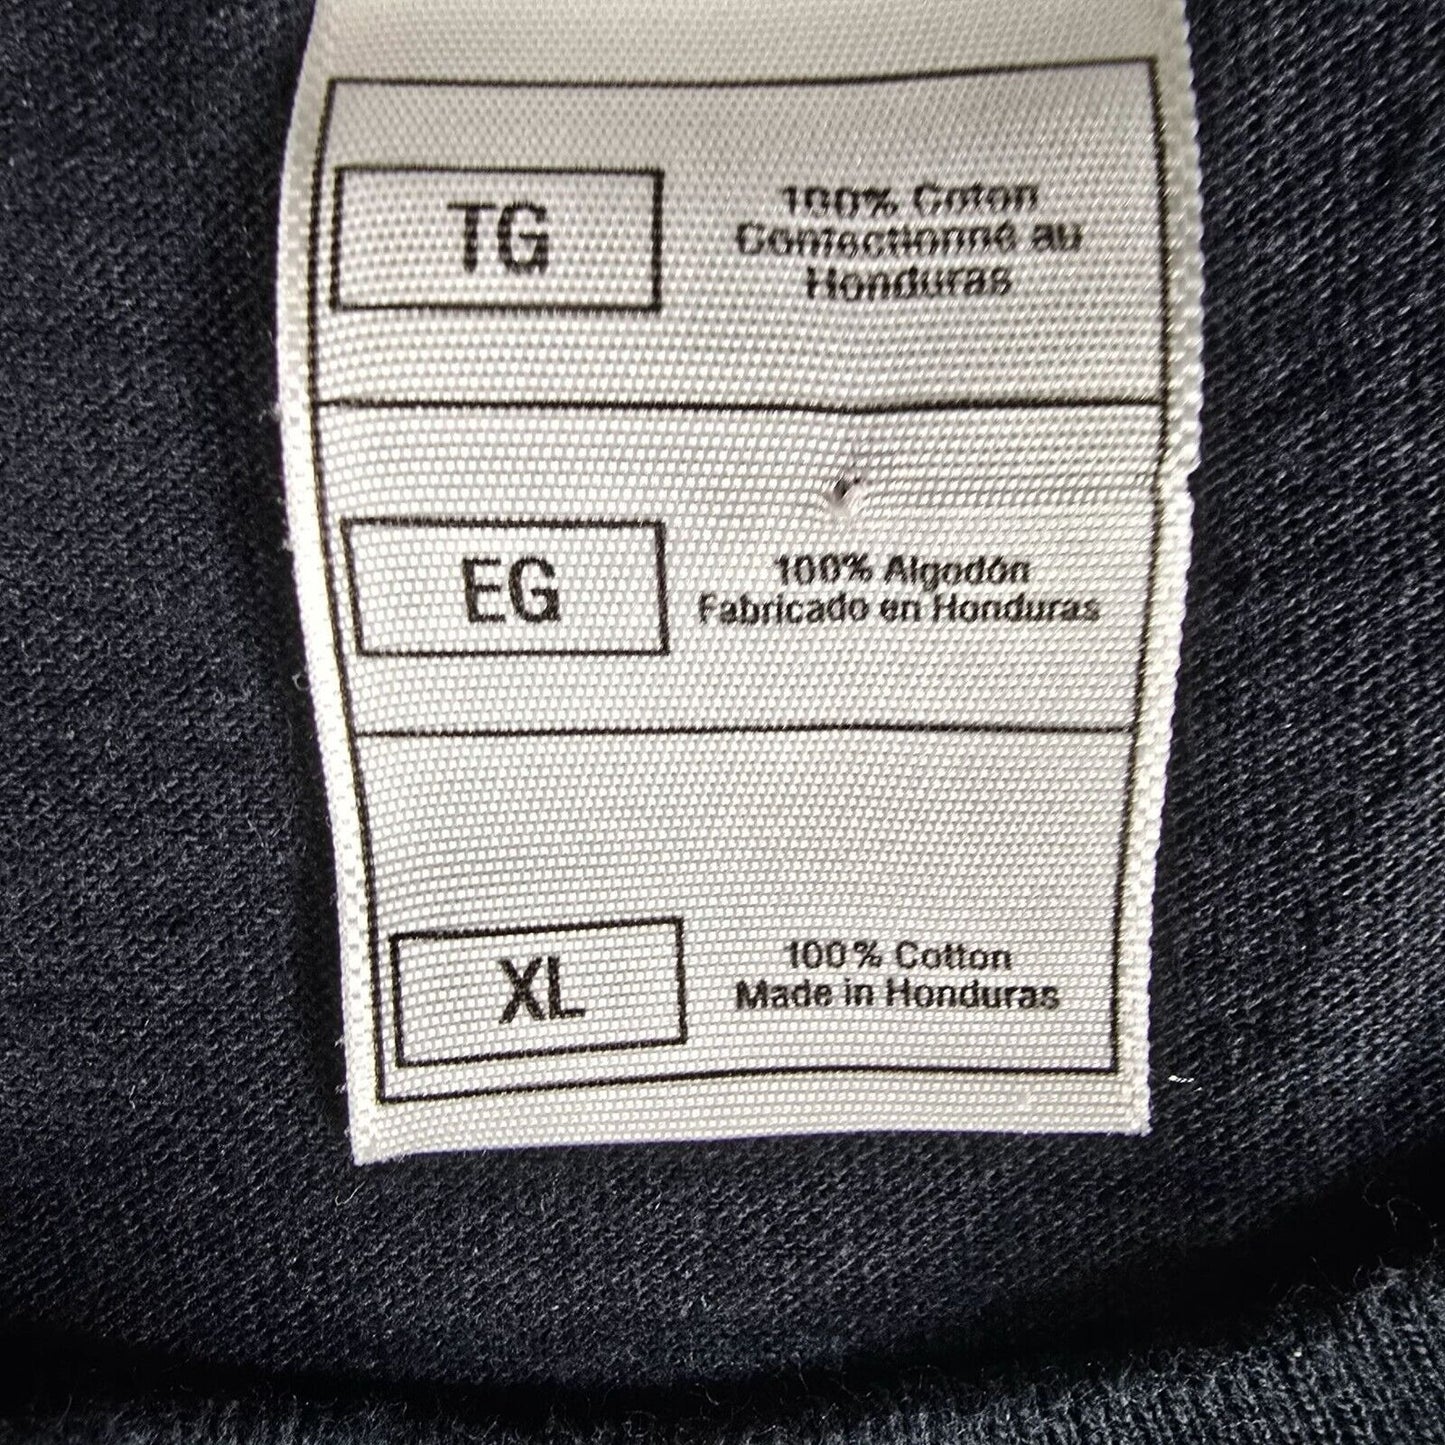 TG
100% Coton
Confectionné au
Honduras
EG
100% Algodón
Fabricado en Honduras
XL
100% Cotton
Made in Honduras